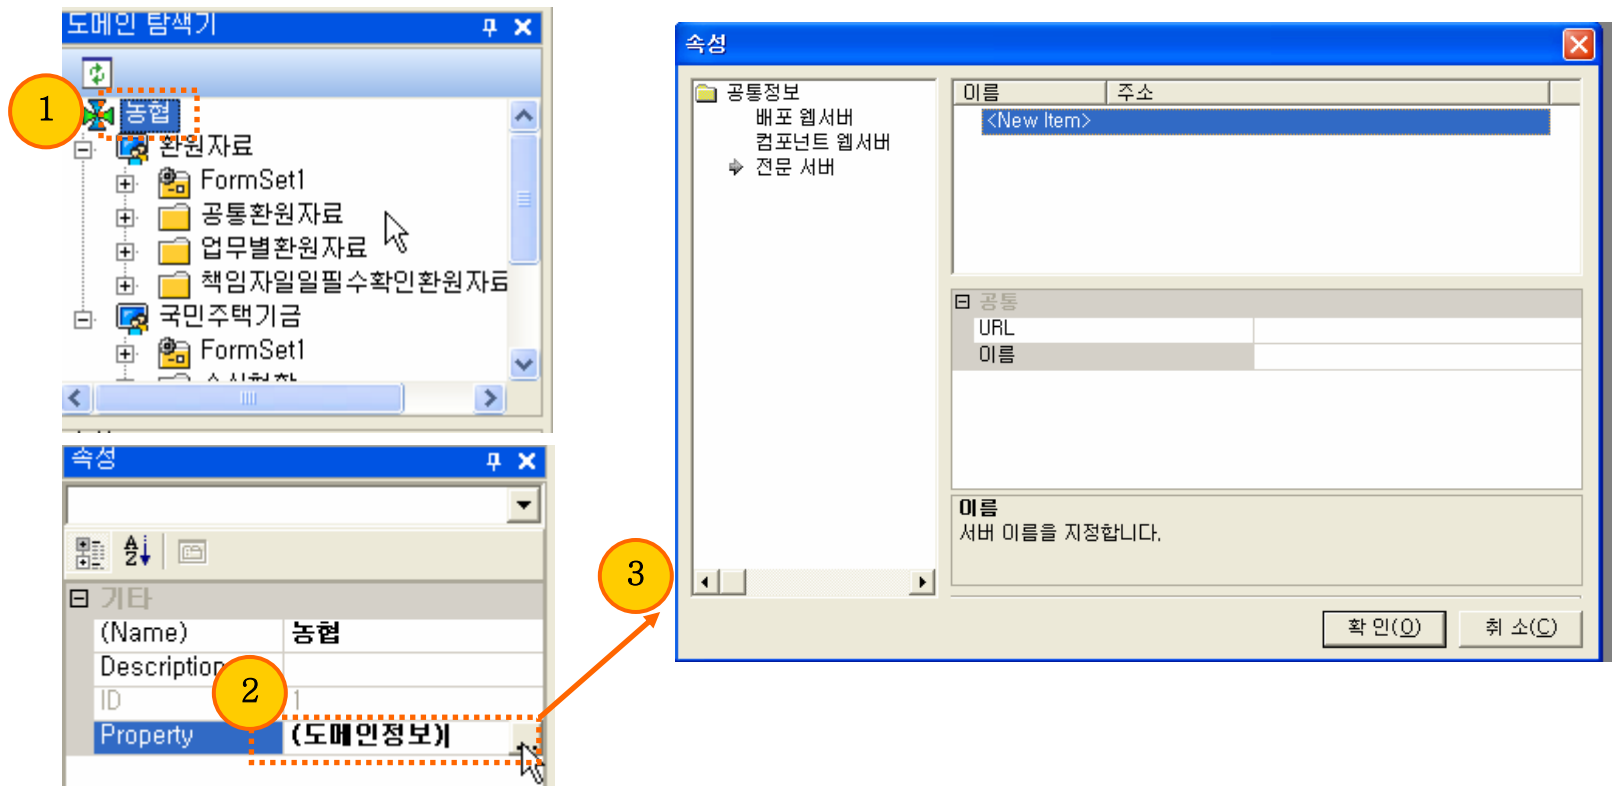 도메인 탐색기
1
농협
환원자료
FormSet1
공통환원자료
업무별환원자료
책임자일일필수확인환원자료
국민주택기금
FormSet1
속성
기타
(Name) 농협
Description
2
ID 1
Property (도메인정보)
3
속성
공통정보
배포 웹서버
컴포넌트 웹서버
전문 서버
이름 주소
<New Item>
공통
URL
이름
이름
서버 이름을 지정합니다.
확 인(O) 취 소(C)